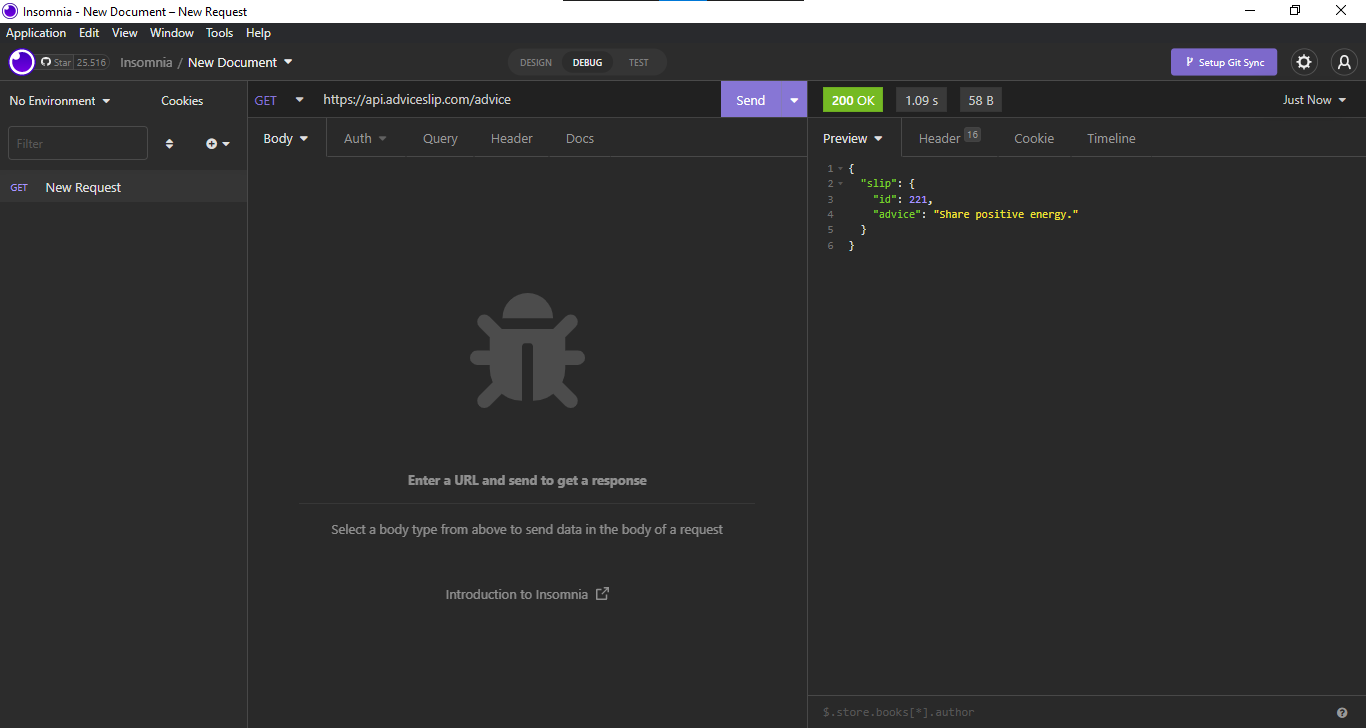 Insomnia - New Document – New Request
Application Edit View Window Tools Help
Star 25.516 Insomnia / New Document
DESIGN DEBUG TEST
Setup Git Sync
No Environment Cookies
GET https://api.adviceslip.com/advice Send
200 OK 1.09 s 58 B Just Now
Filter
Body Auth Query Header Docs
Preview Header 16 Cookie Timeline
GET New Request
1 {
2 "slip": {
3 "id": 221,
4 "advice": "Share positive energy."
5 }
6 }
Enter a URL and send to get a response
Select a body type from above to send data in the body of a request
Introduction to Insomnia
$.store.books[*].author